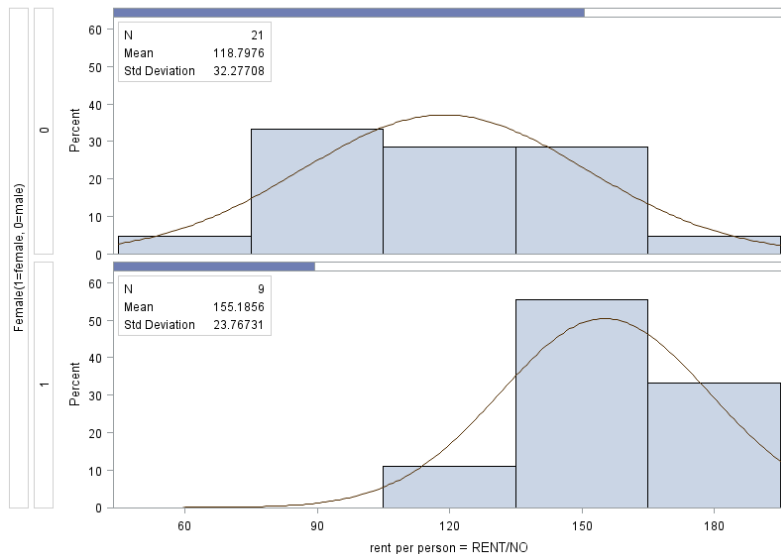 Female(1=female, 0=male)
0
Percent
60
50
40
30
20
10
0
N 21
Mean 118.7976
Std Deviation 32.27708
1
Percent
60
50
40
30
20
10
0
N 9
Mean 155.1856
Std Deviation 23.76731
60 90 120 150 180
rent per person = RENT/NO